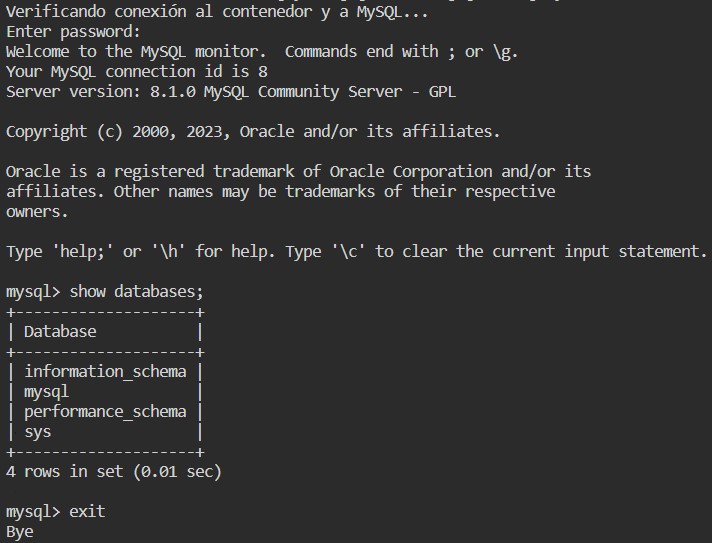 Verificando conexión al contenedor y a MySQL...
Enter password:
Welcome to the MySQL monitor.  Commands end with ; or \g.
Your MySQL connection id is 8
Server version: 8.1.0 MySQL Community Server - GPL

Copyright (c) 2000, 2023, Oracle and/or its affiliates.

Oracle is a registered trademark of Oracle Corporation and/or its
affiliates. Other names may be trademarks of their respective
owners.

Type 'help;' or '\h' for help. Type '\c' to clear the current input statement.

mysql> show databases;
+--------------------+
| Database           |
+--------------------+
| information_schema |
| mysql              |
| performance_schema |
| sys                |
+--------------------+
4 rows in set (0.01 sec)

mysql> exit
Bye